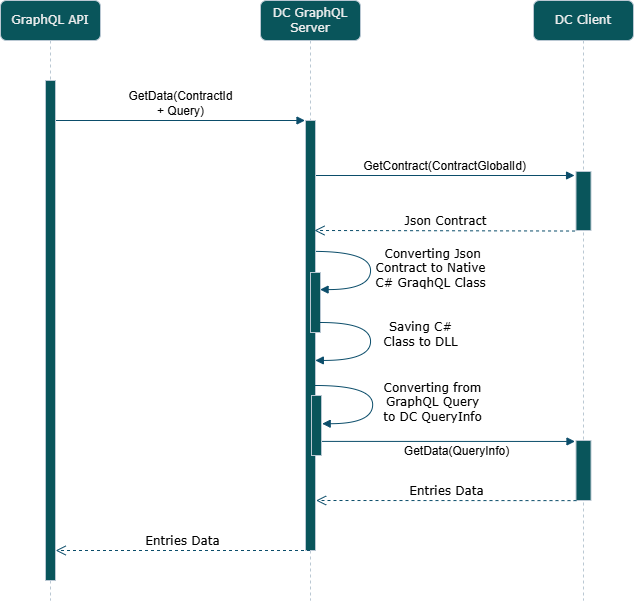 GraphQL API
DC GraphQL
Server
DC Client
GetData(ContractId
+ Query)
GetContract(ContractGlobalId)
Json Contract
Converting Json
Contract to Native
C# GraqhQL Class
Saving C#
Class to DLL
Converting from
GraphQL Query
to DC QueryInfo
GetData(QueryInfo)
Entries Data
Entries Data